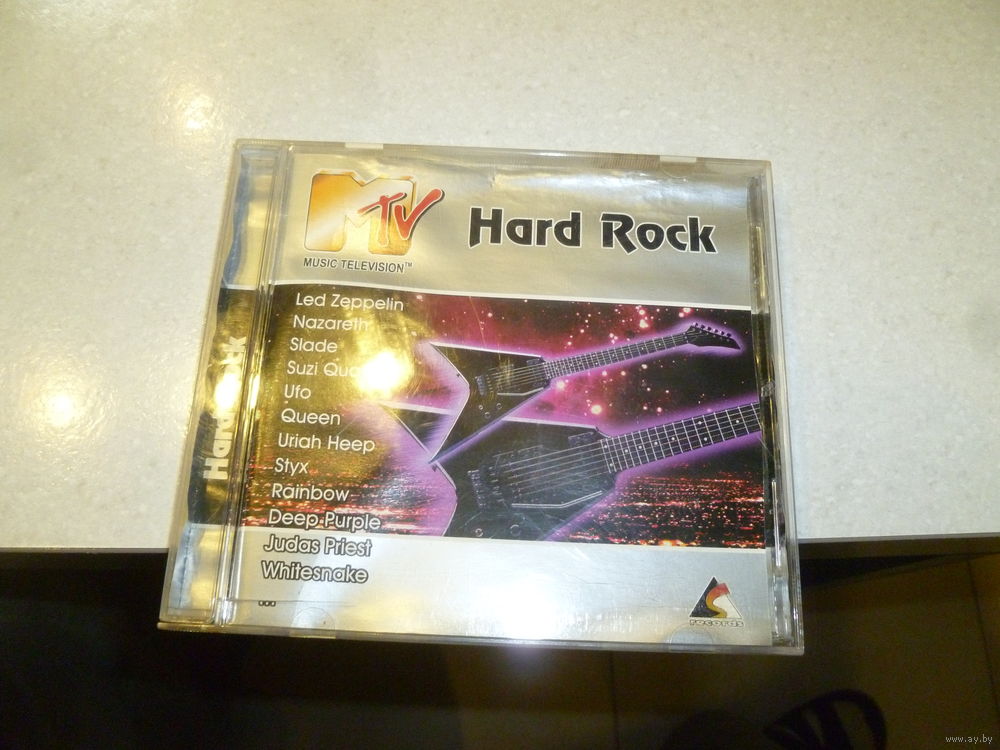 MTV
MUSIC TELEVISION™
Hard Rock
Led Zeppelin
Nazareth
Slade
Suzi
Ufo
Queen
Uriah Heep
Styx
Rainbow
Deep Purple
Judas Priest
Whitesnake
...
Hard Rock
records
www.ay.by